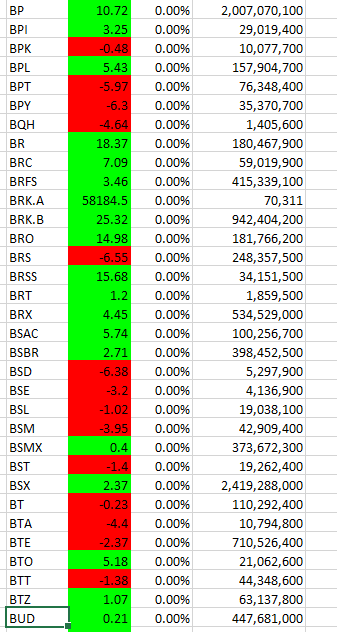 BP 10.72 0.00% 2,007,070,100
BPI 3.25 0.00% 29,019,400
BPK -0.48 0.00% 10,077,700
BPL 5.43 0.00% 157,904,700
BPT -5.97 0.00% 76,348,400
BPY -6.3 0.00% 35,370,700
BQH -4.64 0.00% 1,405,600
BR 18.37 0.00% 180,467,900
BRC 7.09 0.00% 59,019,900
BRFS 3.46 0.00% 415,339,100
BRK.A 58184.5 0.00% 70,311
BRK.B 25.32 0.00% 942,404,200
BRO 14.98 0.00% 181,766,200
BRS -6.55 0.00% 248,357,500
BRSS 15.68 0.00% 34,151,500
BRT 1.2 0.00% 1,859,500
BRX 4.45 0.00% 534,529,000
BSAC 5.74 0.00% 100,256,700
BSBR 2.71 0.00% 398,452,500
BSD -6.38 0.00% 5,297,900
BSE -3.2 0.00% 4,136,900
BSL -1.02 0.00% 19,038,100
BSM -3.95 0.00% 42,909,400
BSMX 0.4 0.00% 373,672,300
BST -1.4 0.00% 19,262,400
BSX 2.37 0.00% 2,419,288,000
BT -0.23 0.00% 110,292,400
BTA -4.4 0.00% 10,794,800
BTE -2.37 0.00% 710,526,400
BTO 5.18 0.00% 21,062,600
BTT -1.38 0.00% 44,348,600
BTZ 1.07 0.00% 63,137,800
BUD 0.21 0.00% 447,681,000